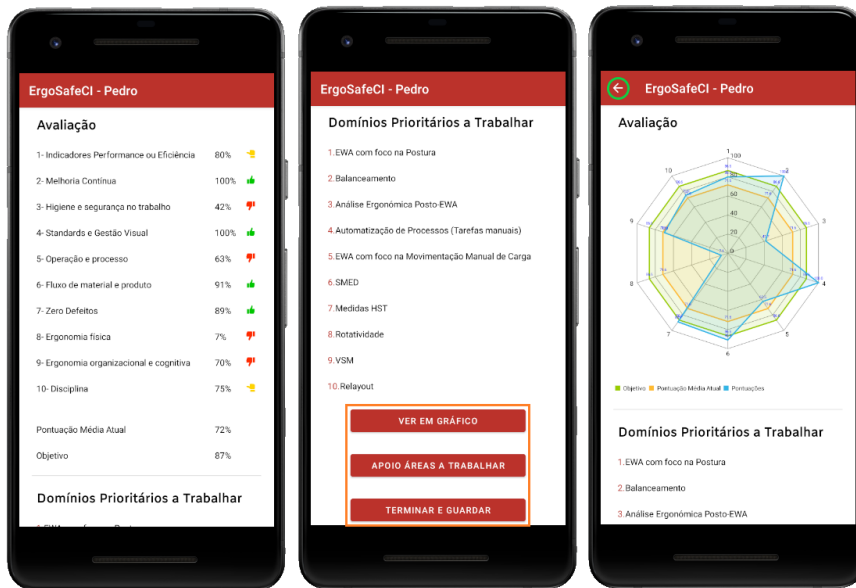 ErgoSafeCI - Pedro
Avaliação
1- Indicadores Performance ou Eficiência 80%
2- Melhoria Contínua 100%
3- Higiene e segurança no trabalho 42%
4- Standards e Gestão Visual 100%
5- Operação e processo 63%
6- Fluxo de material e produto 91%
7- Zero Defeitos 89%
8- Ergonomia física 7%
9- Ergonomia organizacional e cognitiva 70%
10- Disciplina 75%
Pontuação Média Atual 72%
Objetivo 87%
Domínios Prioritários a Trabalhar
ErgoSafeCI - Pedro
Domínios Prioritários a Trabalhar
1.EWA com foco na Postura
2.Balanceamento
3.Análise Ergonómica Posto-EWA
4.Automatização de Processos (Tarefas manuais)
5.EWA com foco na Movimentação Manual de Carga
6.SMED
7.Medidas HST
8.Rotatividade
9.VSM
10.Relayout
VER EM GRÁFICO
APOIO ÁREAS A TRABALHAR
TERMINAR E GUARDAR
ErgoSafeCI - Pedro
Avaliação
1
100
10
2
80
60
40
9
3
20
0
8
4
7
5
6
Objetivo Pontuação Média Atual Pontuações
Domínios Prioritários a Trabalhar
1.EWA com foco na Postura
2.Balanceamento
3.Análise Ergonómica Posto-EWA